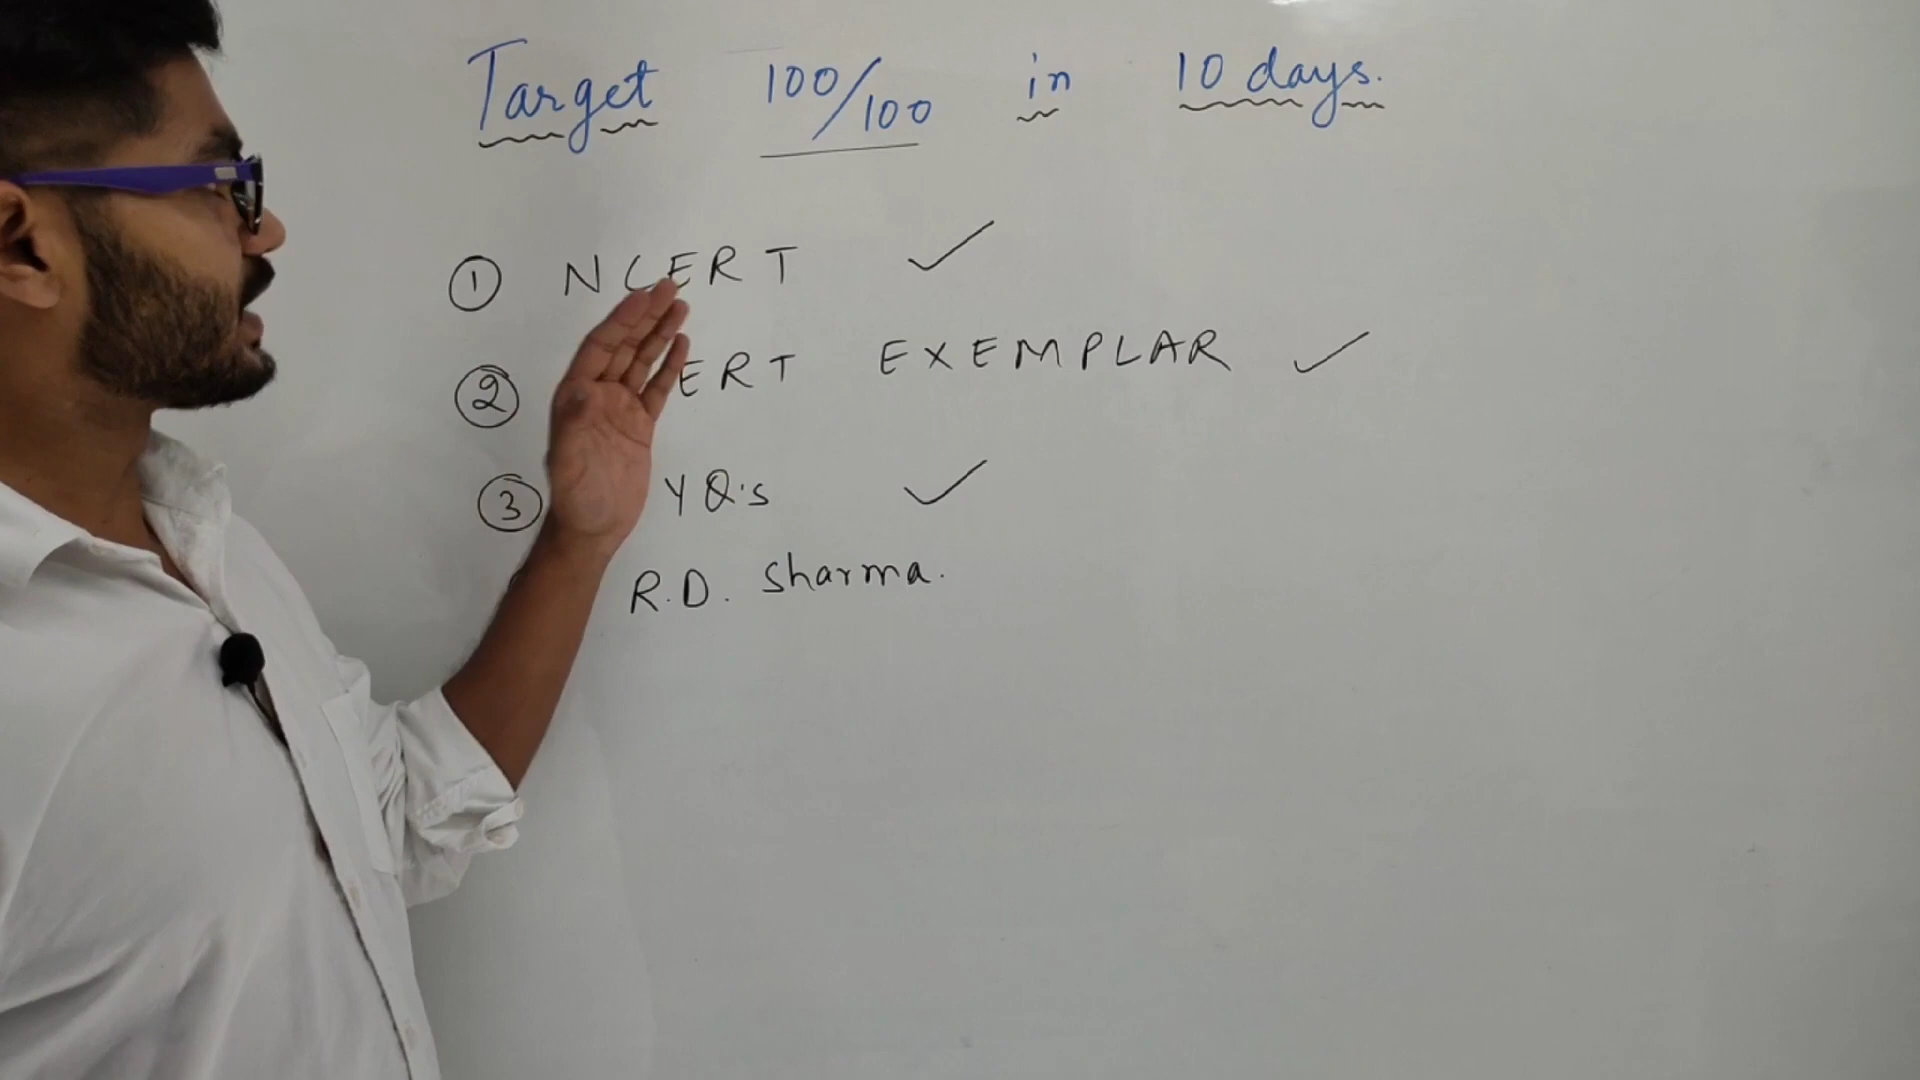 Target 100/100 in 10 days.
① NCERT ✓
② ERT EXEMPLAR ✓
③ YQ's ✓
R.D. Sharma.